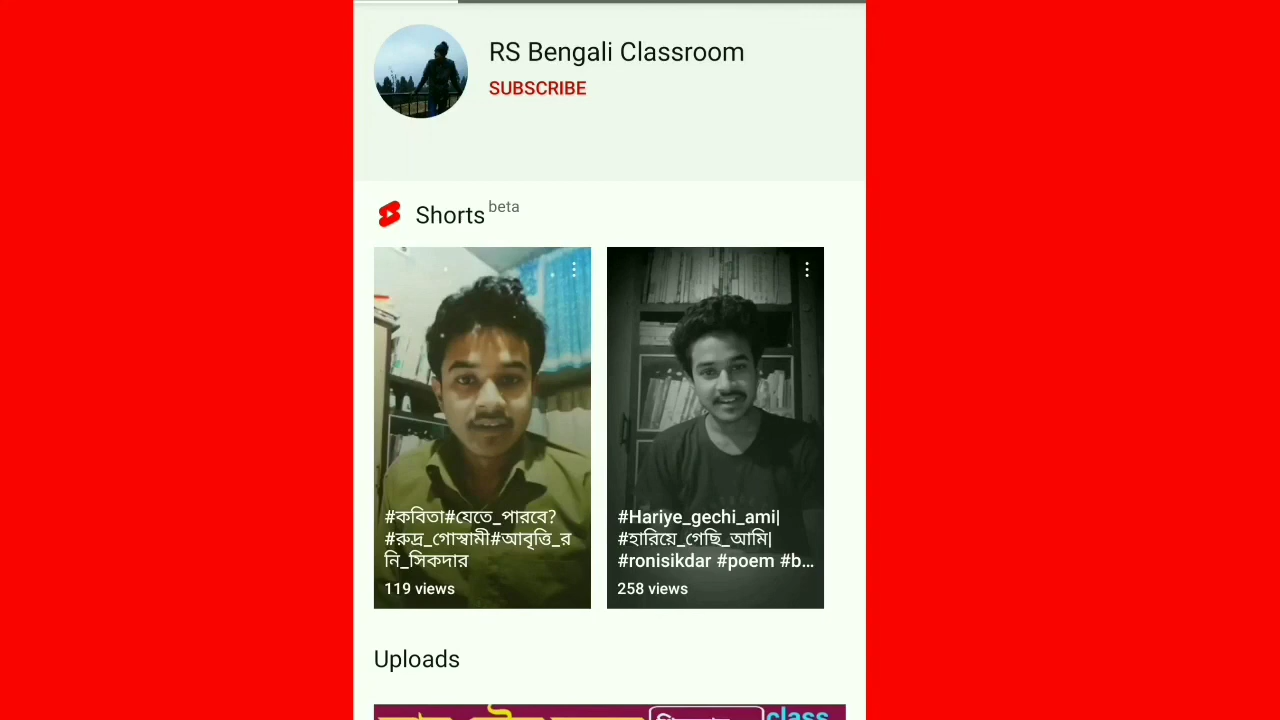 RS Bengali Classroom
SUBSCRIBE
Shorts beta
#কবিতা#যেতে_পারবে?
#রুদ্র_গোস্বামী#আবৃত্তি_র
নি_সিকদার
119 views
#Hariye_gechi_ami|
#হারিয়ে_গেছি_আমি|
#ronisikdar #poem #b...
258 views
Uploads
class